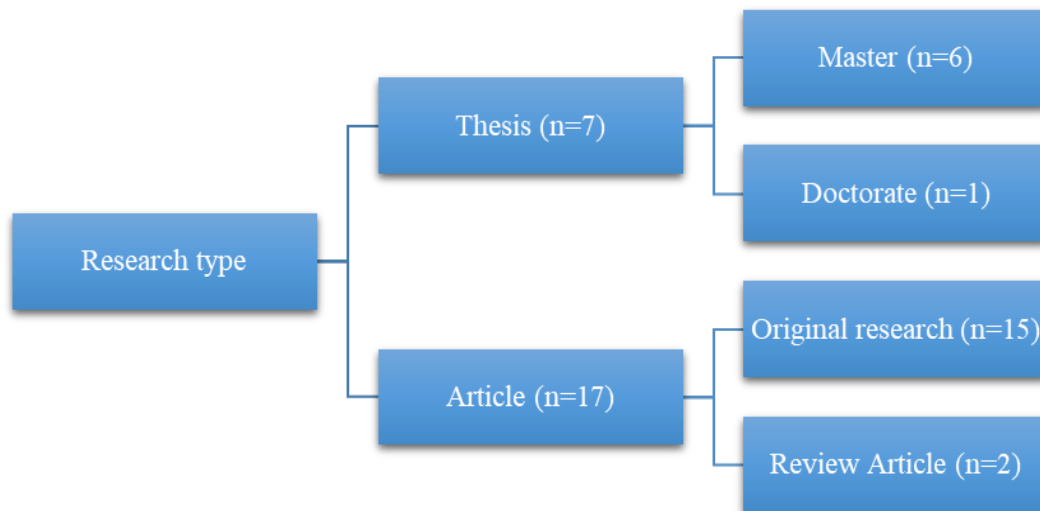 Research type
Thesis (n=7)
Master (n=6)
Doctorate (n=1)
Article (n=17)
Original research (n=15)
Review Article (n=2)